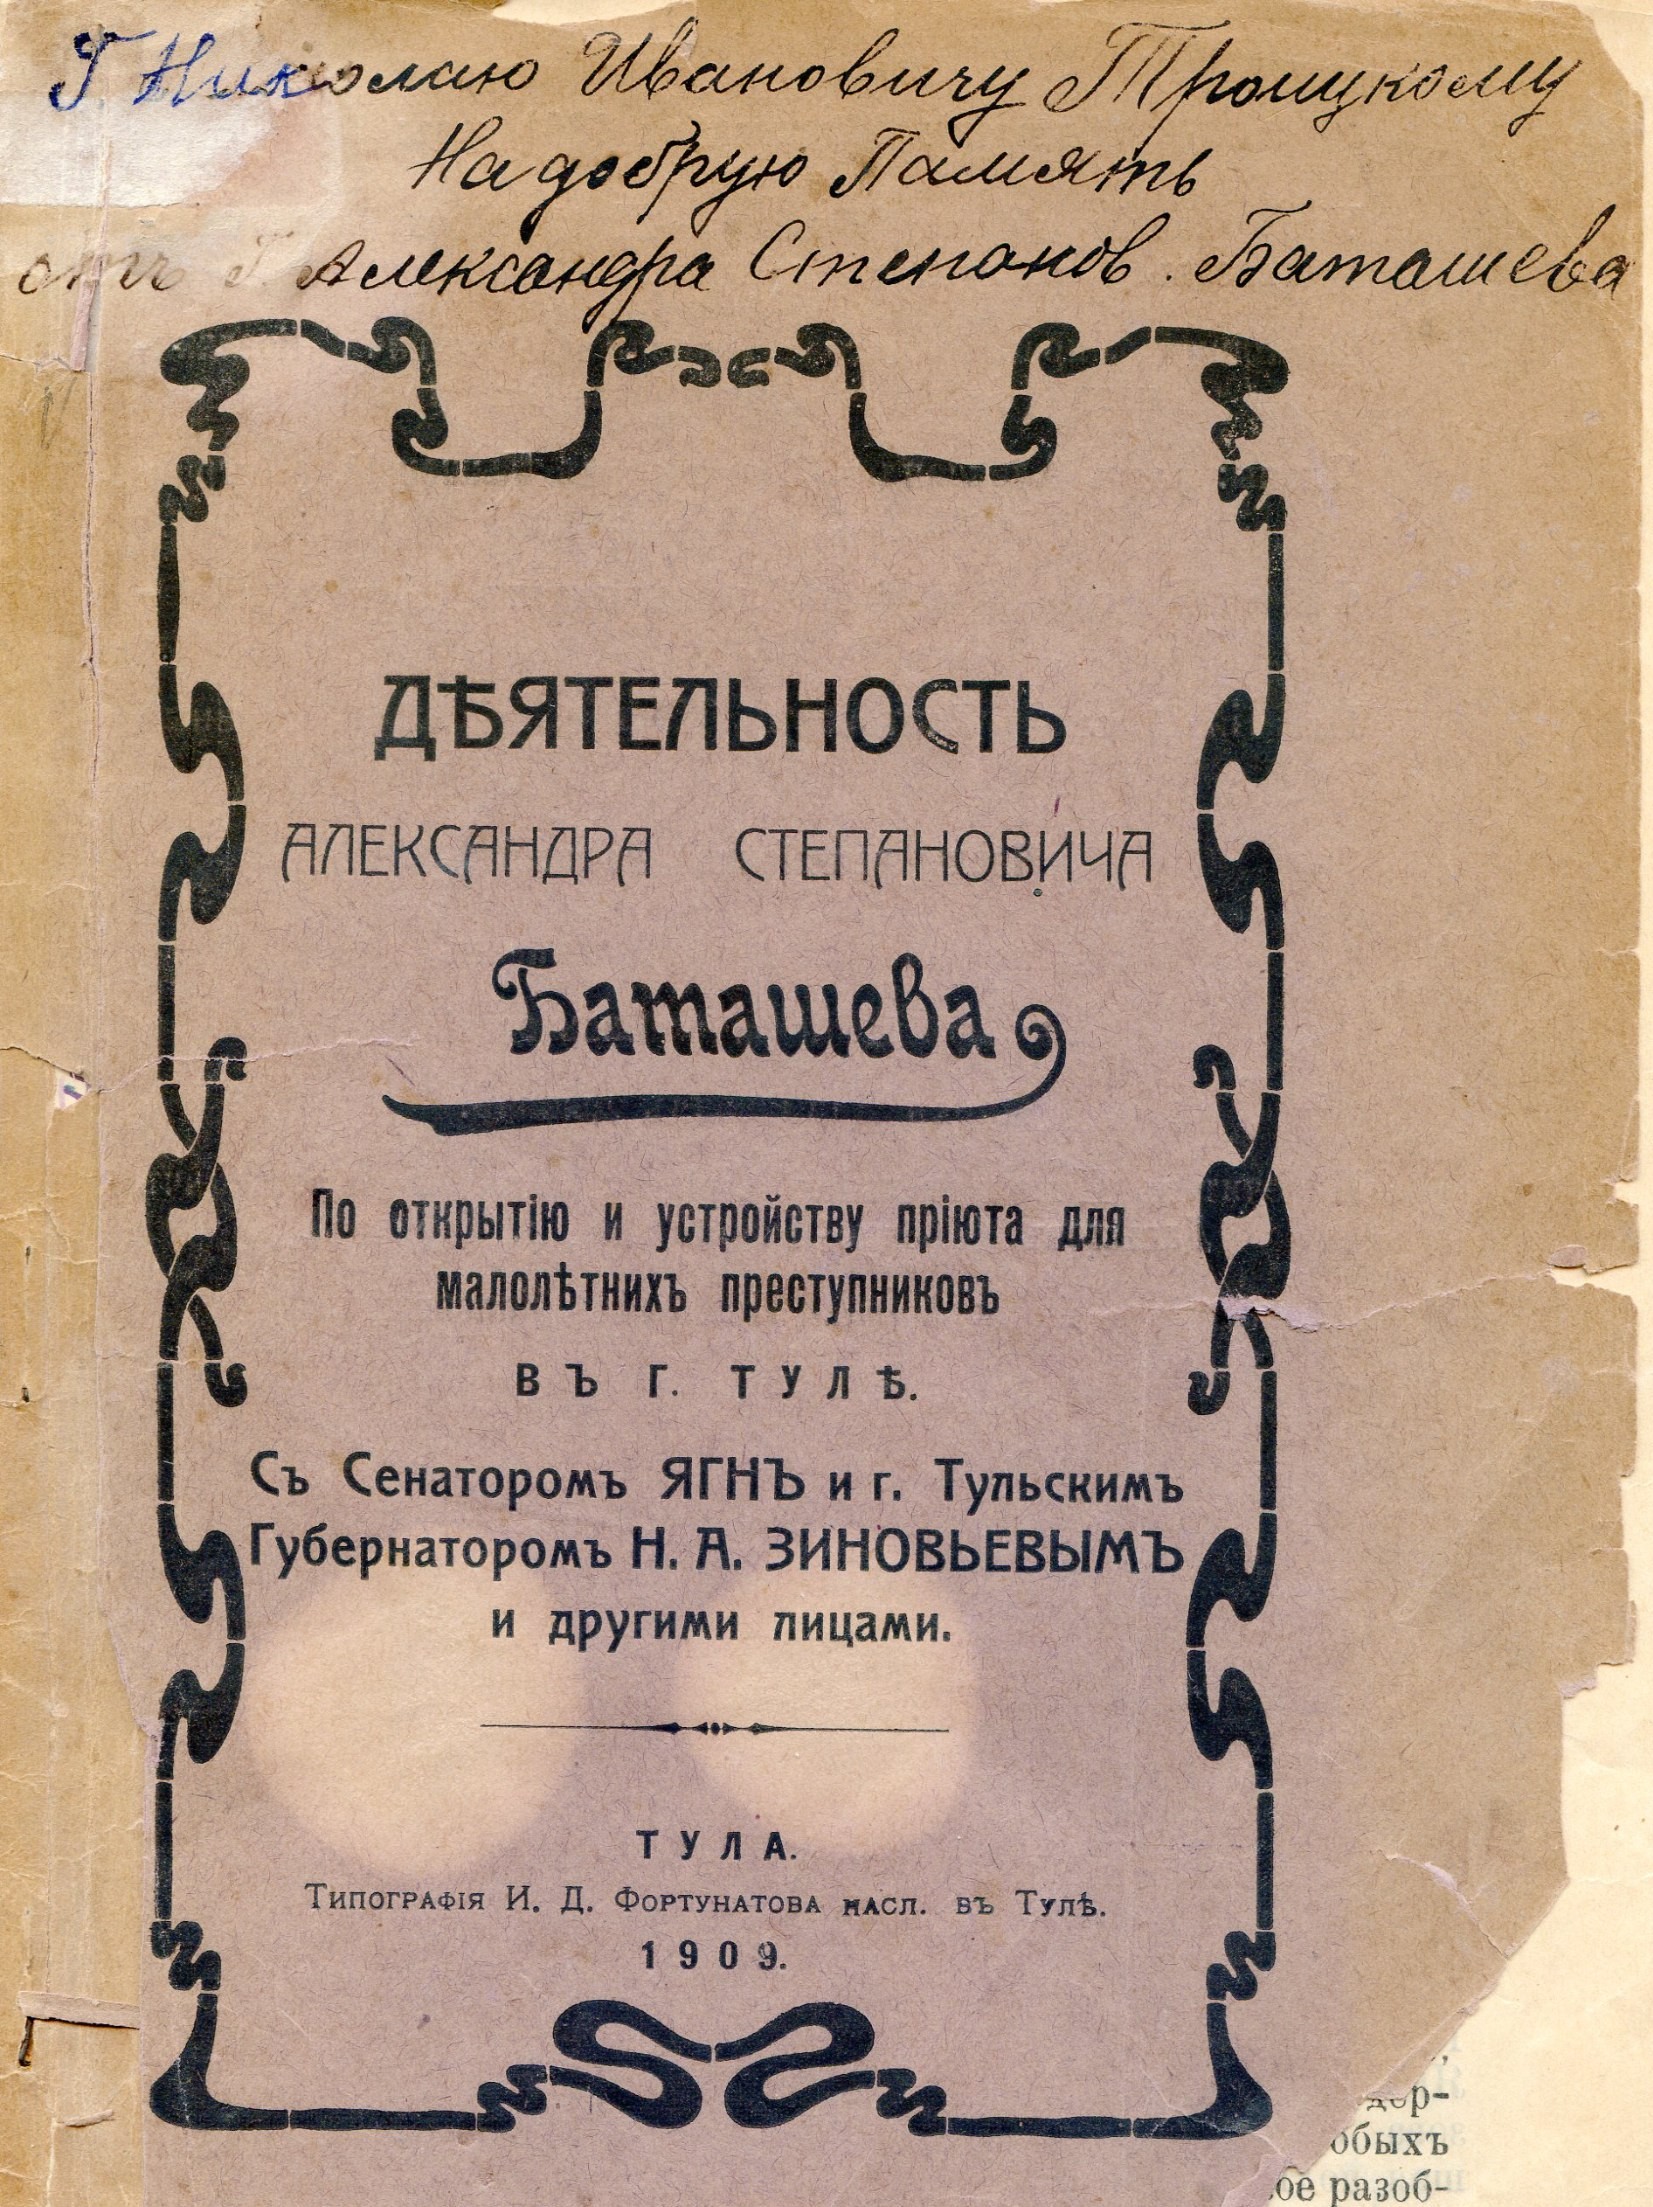 Г. Николаю Ивановичу Троицкому
На добрую Память
отъ Г. Александра Степанов. Баташева
ДѢЯТЕЛЬНОСТЬ
АЛЕКСАНДРА СТЕПАНОВИЧА
Баташева
По открытію и устройству пріюта для
малолѣтнихъ преступниковъ
ВЪ Г. ТУЛѢ.
Съ Сенаторомъ ЯГНЪ и г. Тульскимъ
Губернаторомъ Н. А. ЗИНОВЬЕВЫМЪ
и другими лицами.
ТУЛА.
Типографія И. Д. Фортунатова насл. въ Тулѣ.
1909.
дор-
обыхъ
ое разоб-